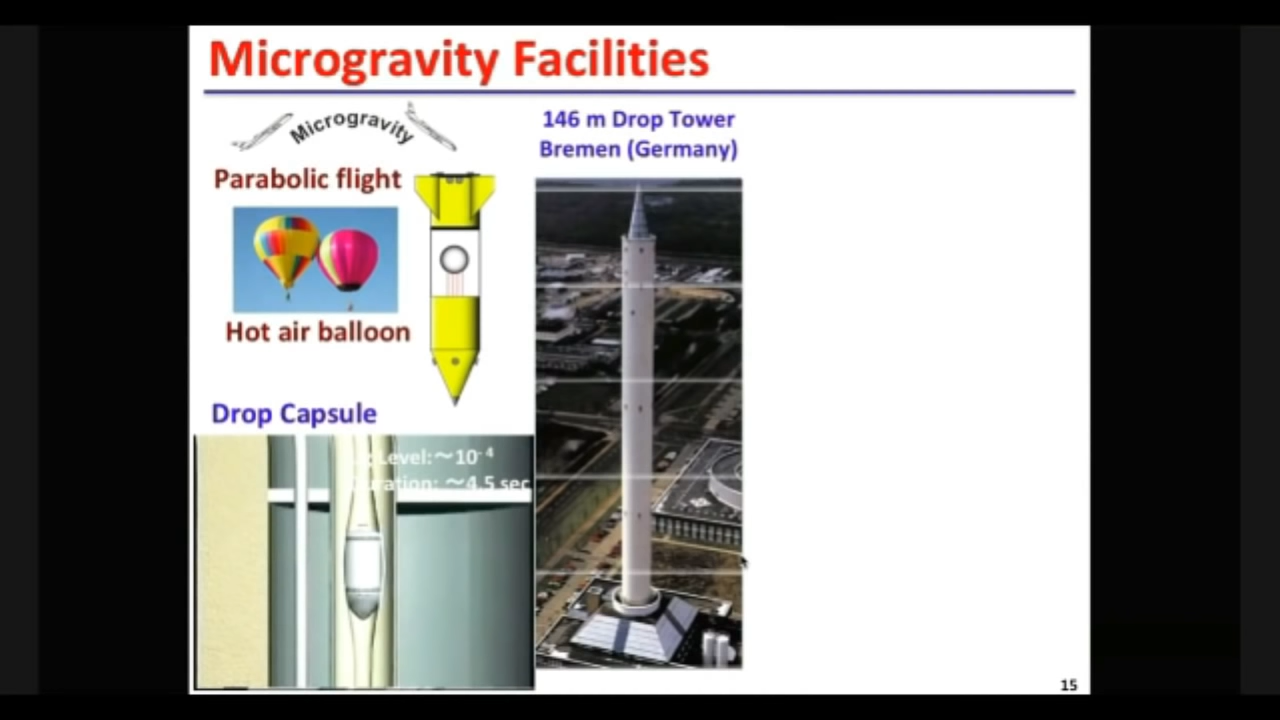 Microgravity Facilities
Microgravity
Parabolic flight
Hot air balloon
146 m Drop Tower
Bremen (Germany)
Drop Capsule
Level:~10⁻⁴
Duration: ~4.5 sec
15